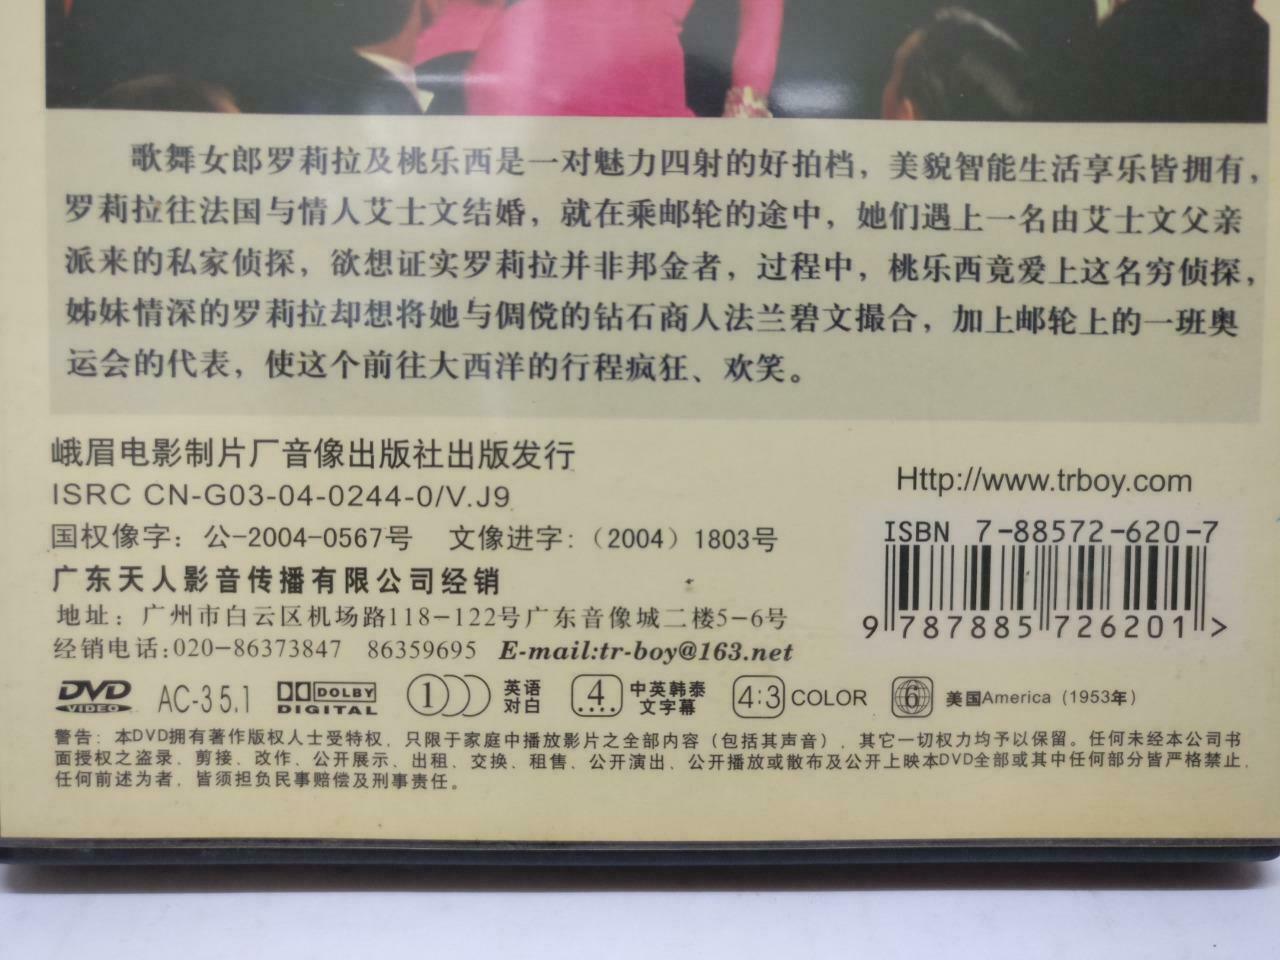 歌舞女郎罗莉拉及桃乐西是一对魅力四射的好拍档，美貌智能生活享乐皆拥有，
罗莉拉往法国与情人艾士文结婚，就在乘邮轮的途中，她们遇上一名由艾士文父亲
派来的私家侦探，欲想证实罗莉拉并非邦金者，过程中，桃乐西竟爱上这名穷侦探，
姊妹情深的罗莉拉却想将她与倜傥的钻石商人法兰碧文撮合，加上邮轮上的一班奥
运会的代表，使这个前往大西洋的行程疯狂、欢笑。
峨眉电影制片厂音像出版社出版发行
ISRC CN-G03-04-0244-0/V.J9
国权像字：公-2004-0567号 文像进字:（2004）1803号
广东天人影音传播有限公司经销
地址：广州市白云区机场路118-122号广东音像城二楼5-6号
经销电话:020-86373847 86359695 E-mail:tr-boy@163.net
Http://www.trboy.com
ISBN 7-88572-620-7
9 787885 726201 >
DVD VIDEO AC-3 5.1 DOLBY DIGITAL 1 英语对白 4 中英韩泰文字幕 4:3 COLOR 6 美国America（1953年）
警告：本DVD拥有著作版权人士受特权，只限于家庭中播放影片之全部内容（包括其声音），其它一切权力均予以保留。任何未经本公司书
面授权之盗录、剪接、改作、公开展示、出租、交换、租售、公开演出、公开播放或散布及公开上映本DVD全部或其中任何部分皆严格禁止，
任何前述为者，皆须担负民事赔偿及刑事责任。